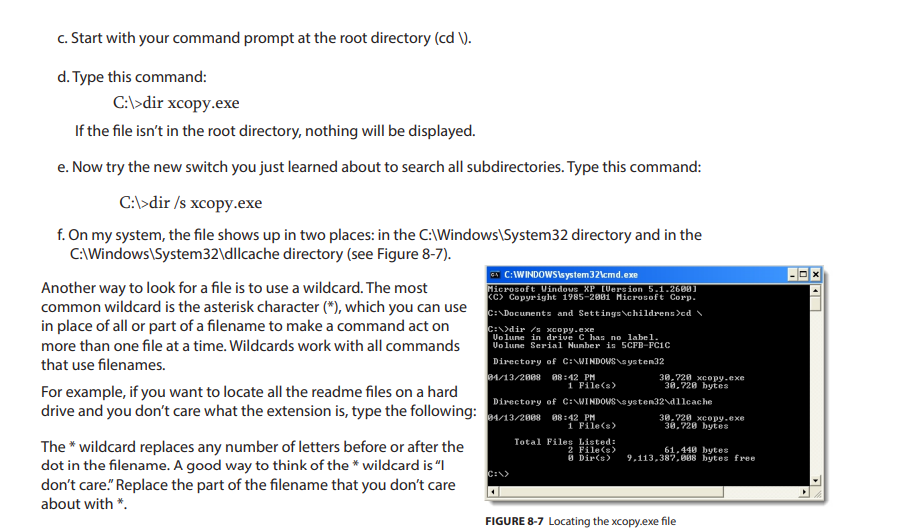 c. Start with your command prompt at the root directory (cd \).
d. Type this command:
C:\>dir xcopy.exe
If the file isn't in the root directory, nothing will be displayed.
e. Now try the new switch you just learned about to search all subdirectories. Type this command:
C:\>dir /s xcopy.exe
f. On my system, the file shows up in two places: in the C:\Windows\System32 directory and in the
C:\Windows\System32\dllcache directory (see Figure 8-7).
Another way to look for a file is to use a wildcard. The most
common wildcard is the asterisk character (*), which you can use
in place of all or part of a filename to make a command act on
more than one file at a time. Wildcards work with all commands
that use filenames.
For example, if you want to locate all the readme files on a hard
drive and you don't care what the extension is, type the following:
The * wildcard replaces any number of letters before or after the
dot in the filename. A good way to think of the * wildcard is "I
don't care." Replace the part of the filename that you don't care
about with *.
C:\WINDOWS\system32\cmd.exe
Microsoft Windows XP [Version 5.1.2600]
(C) Copyright 1985-2001 Microsoft Corp.
C:\Documents and Settings\childrens>cd \
C:\>dir /s xcopy.exe
Volume in drive C has no label.
Volume Serial Number is 5CFB-FC1C
Directory of C:\WINDOWS\system32
04/13/2008 08:42 PM 30,720 xcopy.exe
1 File(s) 30,720 bytes
Directory of C:\WINDOWS\system32\dllcache
04/13/2008 08:42 PM 30,720 xcopy.exe
1 File(s) 30,720 bytes
Total Files Listed:
2 File(s) 61,440 bytes
0 Dir(s) 9,113,387,008 bytes free
C:\>
FIGURE 8-7 Locating the xcopy.exe file